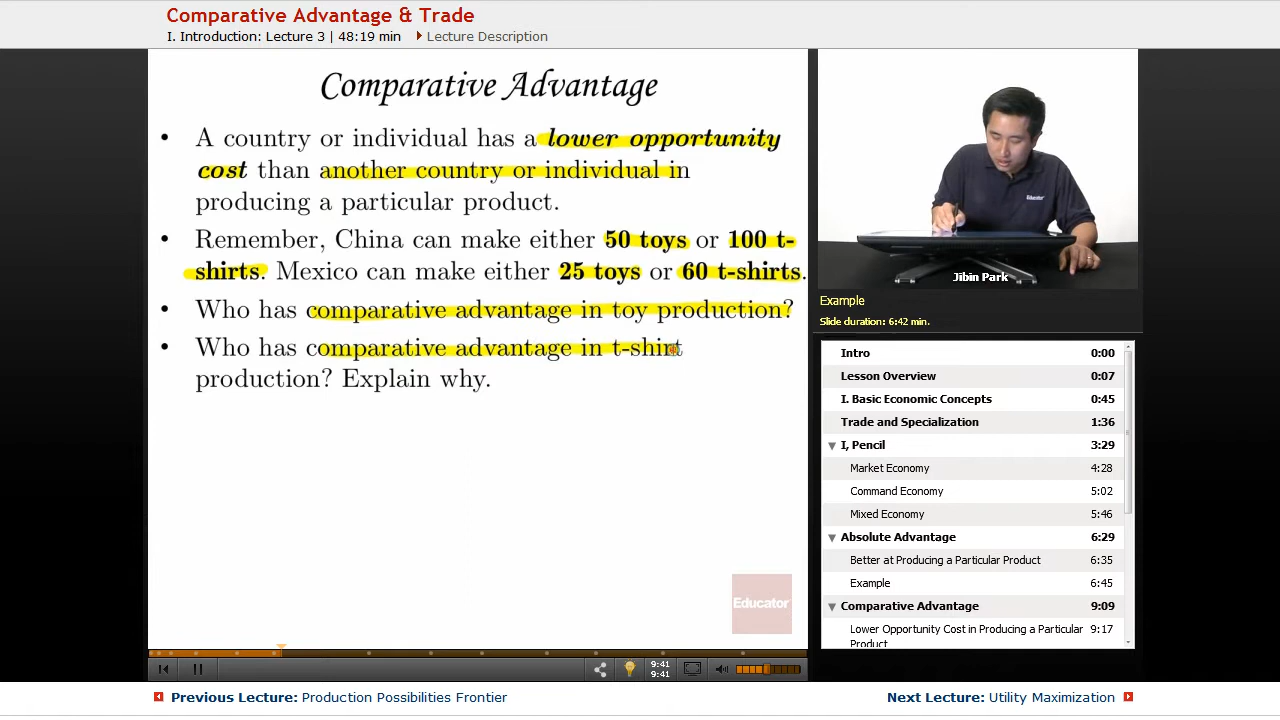 Comparative Advantage & Trade
I. Introduction: Lecture 3 | 48:19 min
Lecture Description
Comparative Advantage
• A country or individual has a lower opportunity
cost than another country or individual in
producing a particular product.
• Remember, China can make either 50 toys or 100 t-
shirts. Mexico can make either 25 toys or 60 t-shirts.
• Who has comparative advantage in toy production?
• Who has comparative advantage in t-shirt
production? Explain why.
Educator
9:41
9:41
Educator
Jibin Park
Example
Slide duration: 6:42 min.
Intro 0:00
Lesson Overview 0:07
I. Basic Economic Concepts 0:45
Trade and Specialization 1:36
I, Pencil 3:29
Market Economy 4:28
Command Economy 5:02
Mixed Economy 5:46
Absolute Advantage 6:29
Better at Producing a Particular Product 6:35
Example 6:45
Comparative Advantage 9:09
Lower Opportunity Cost in Producing a Particular 9:17
Product
Previous Lecture: Production Possibilities Frontier
Next Lecture: Utility Maximization